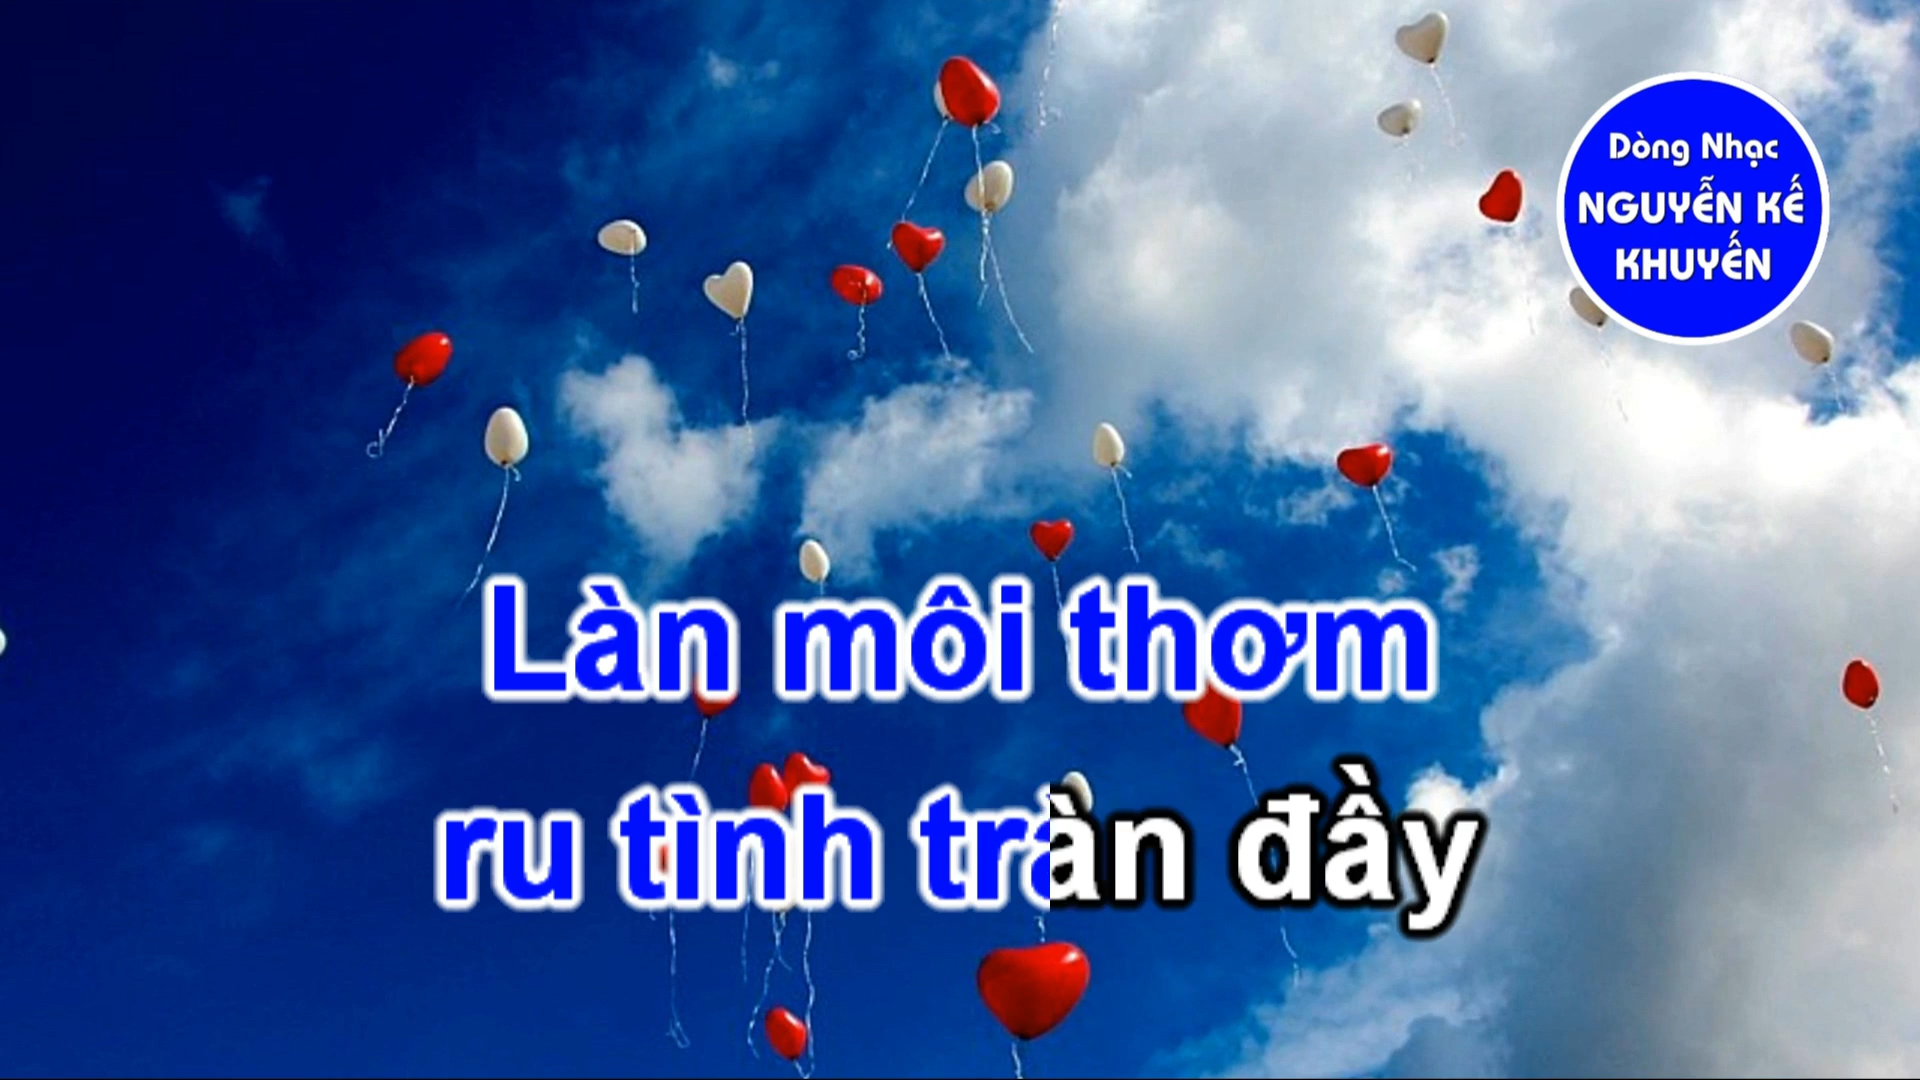 Dòng Nhạc
NGUYỄN KẾ
KHUYẾN
Làn môi thơm
ru tình tràn đầy